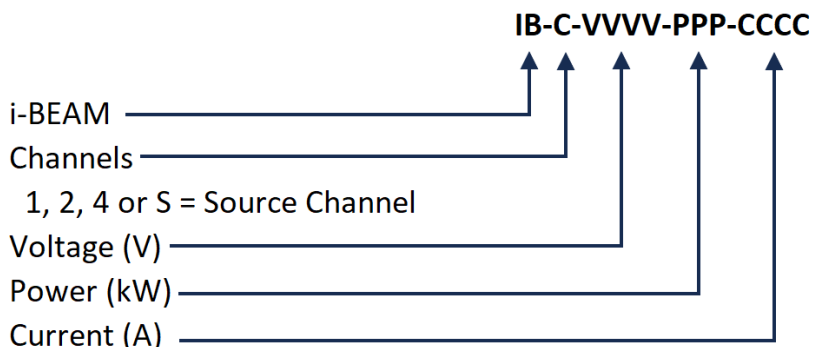 IB-C-VVVV-PPP-CCCC
i-BEAM
Channels
1, 2, 4 or S = Source Channel
Voltage (V)
Power (kW)
Current (A)